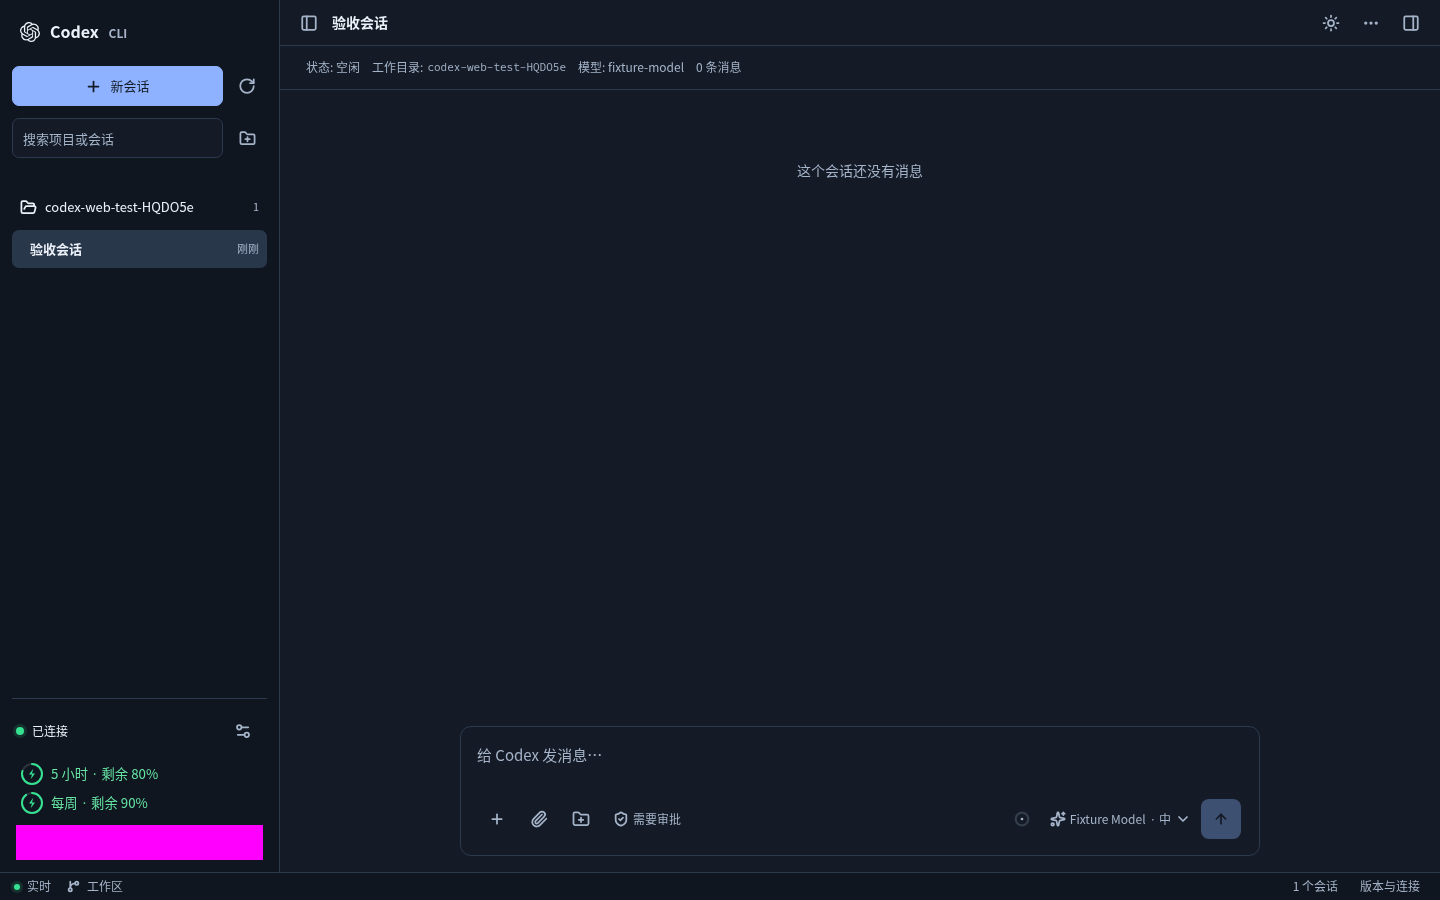 Codex CLI
新会话
搜索项目或会话
codex-web-test-HQDO5e 1
验收会话 刚刚
已连接
5 小时 · 剩余 80%
每周 · 剩余 90%
验收会话
状态: 空闲 工作目录: codex-web-test-HQDO5e 模型: fixture-model 0 条消息
这个会话还没有消息
给 Codex 发消息…
需要审批 Fixture Model · 中
实时 工作区 1 个会话 版本与连接